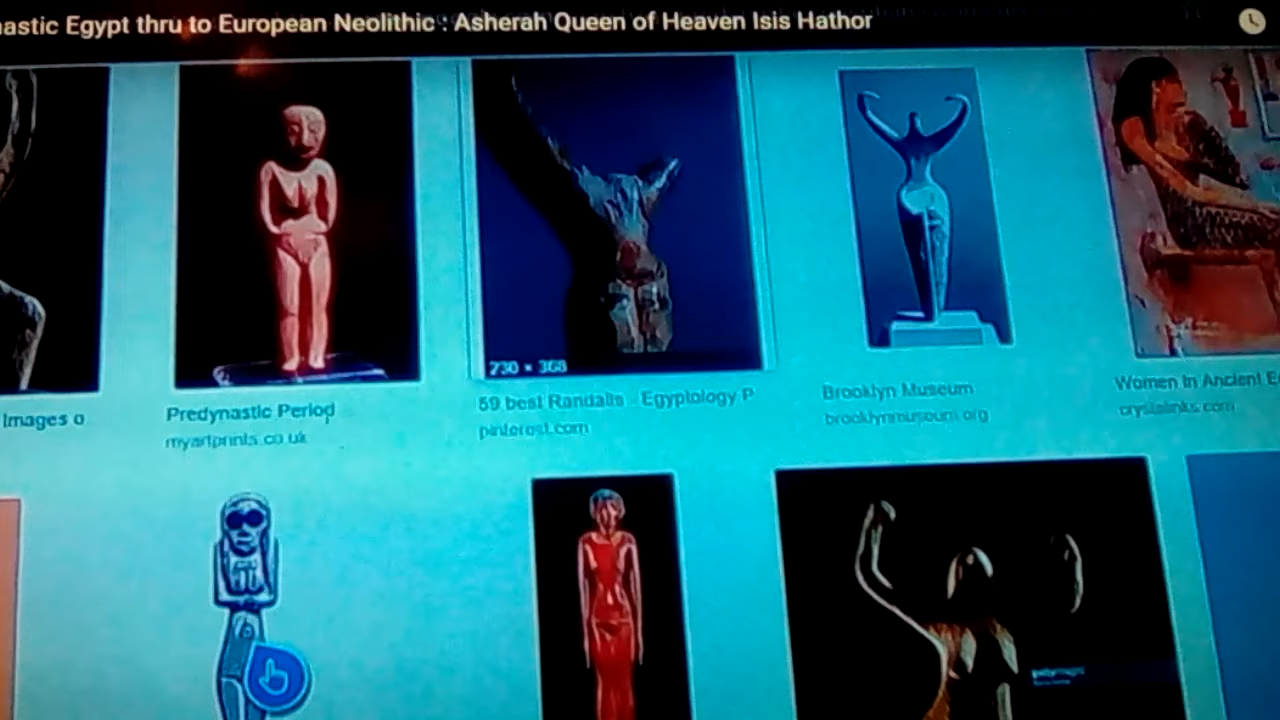 nastic Egypt thru to European Neolithic : Asherah Queen of Heaven Isis Hathor
730 × 368
Images o
Predynastic Period
myartprints.co.uk
59 best Randalls - Egyptology P
pinterest.com
Brooklyn Museum
brooklynmuseum.org
Women in Ancient E
crystalinks.com